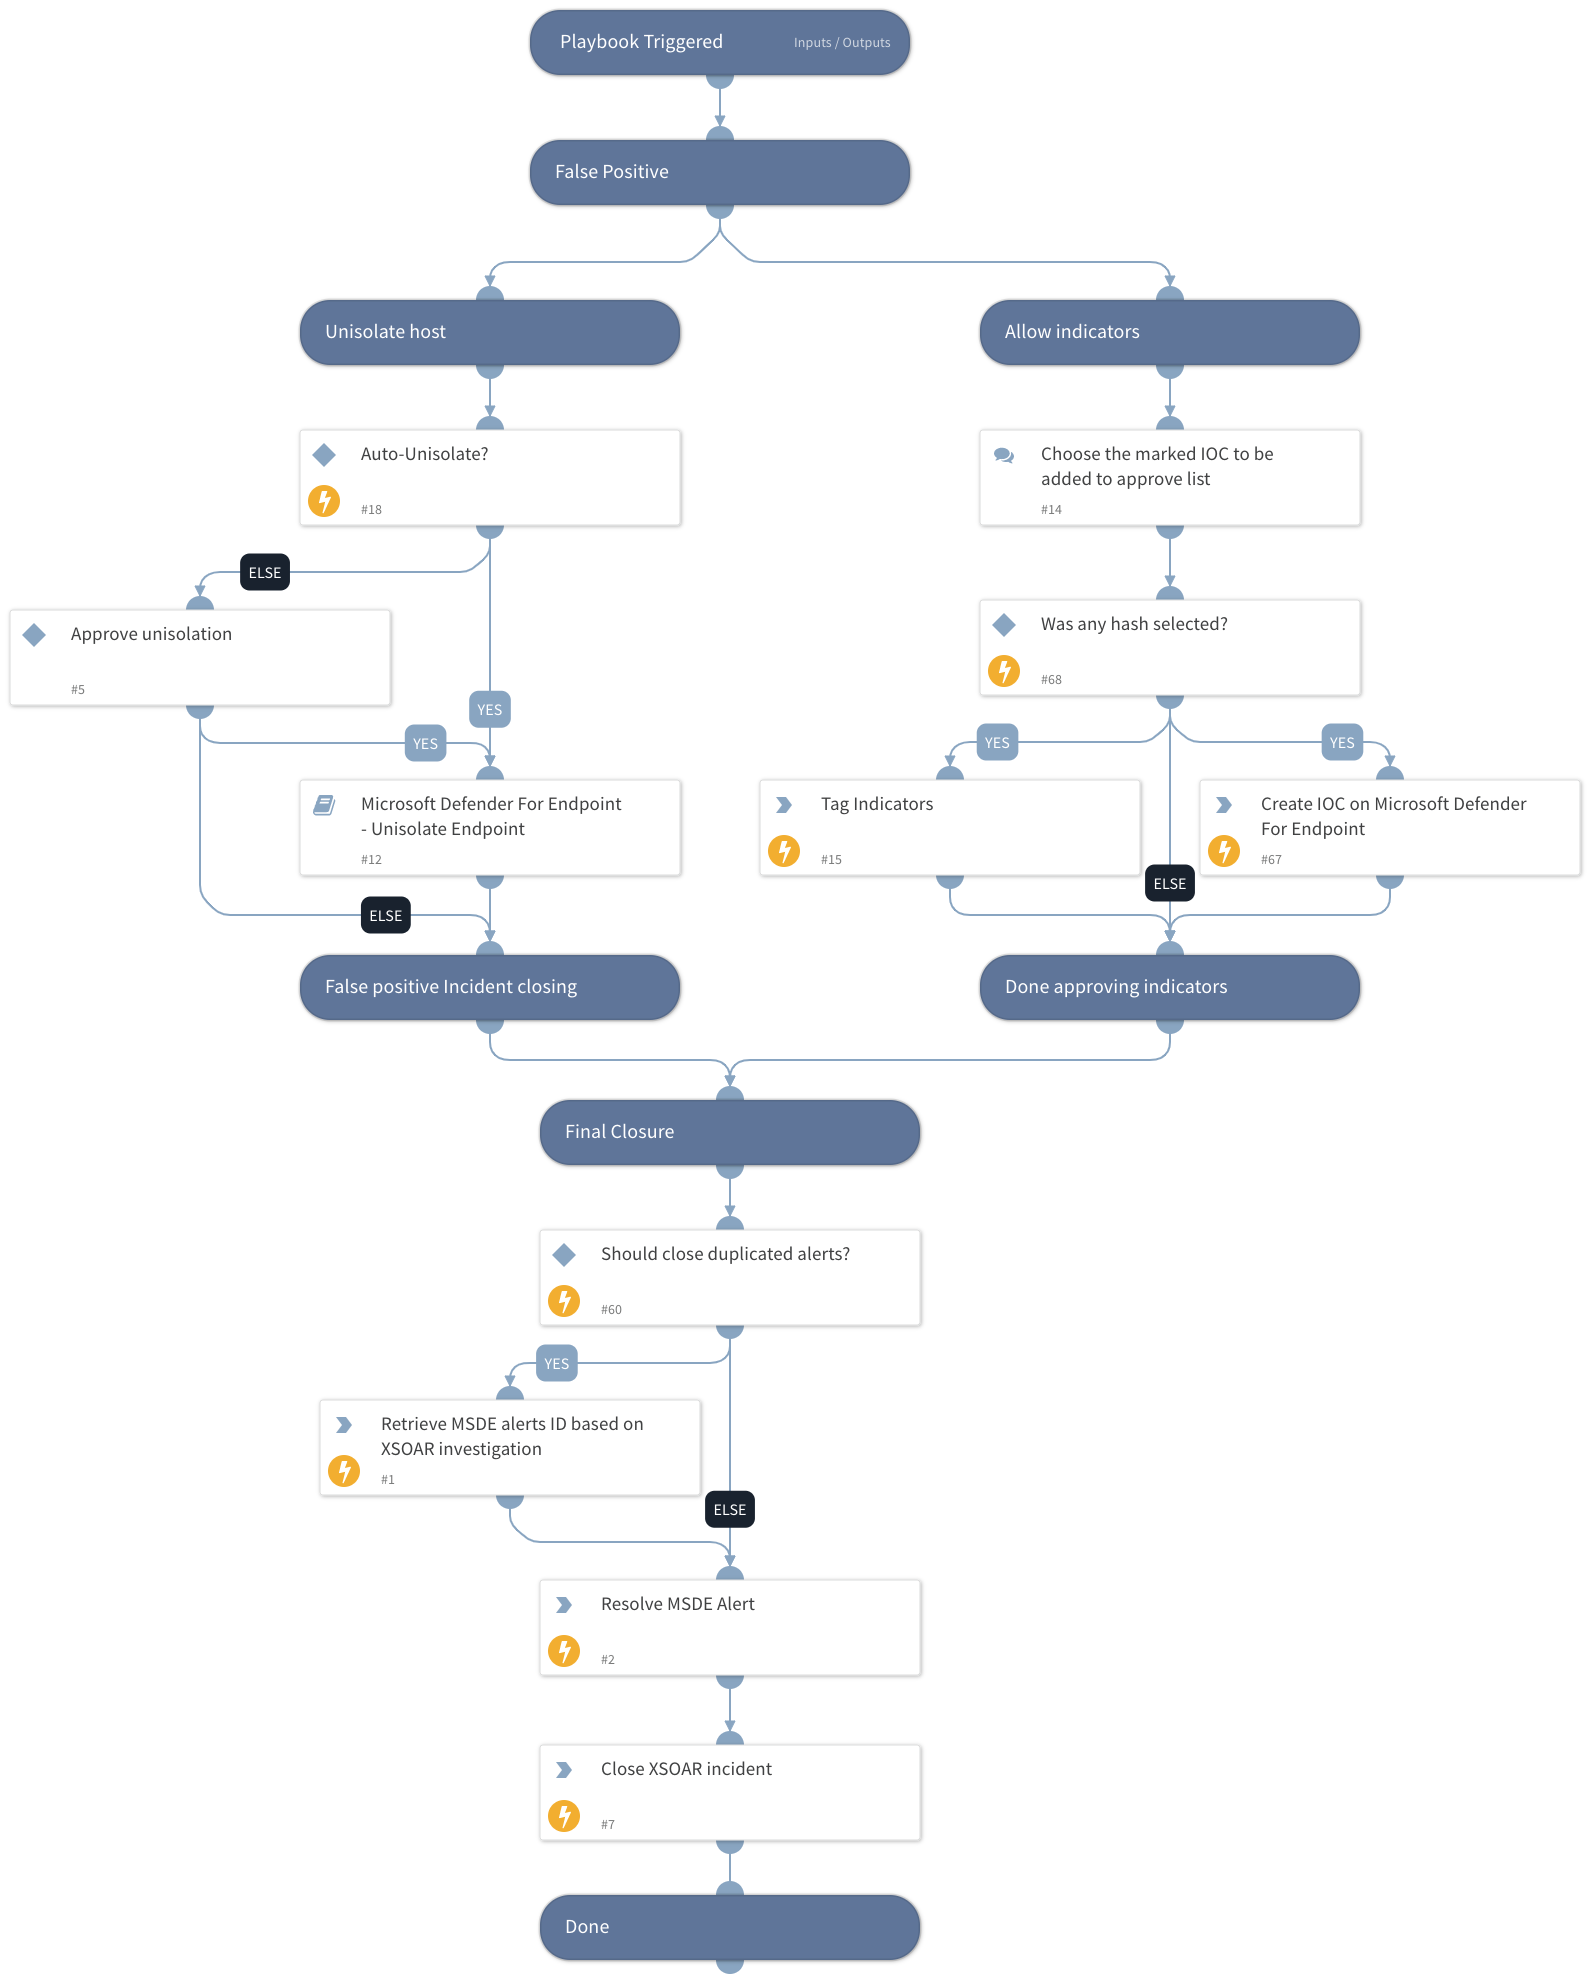 Playbook Triggered
Inputs / Outputs
False Positive
Unisolate host
Allow indicators
Auto-Unisolate?
#18
Choose the marked IOC to be
added to approve list
#14
ELSE
Approve unisolation
#5
Was any hash selected?
#68
YES
YES
YES
YES
Microsoft Defender For Endpoint
- Unisolate Endpoint
#12
Tag Indicators
#15
Create IOC on Microsoft Defender
For Endpoint
#67
ELSE
ELSE
False positive Incident closing
Done approving indicators
Final Closure
Should close duplicated alerts?
#60
YES
Retrieve MSDE alerts ID based on
XSOAR investigation
#1
ELSE
Resolve MSDE Alert
#2
Close XSOAR incident
#7
Done